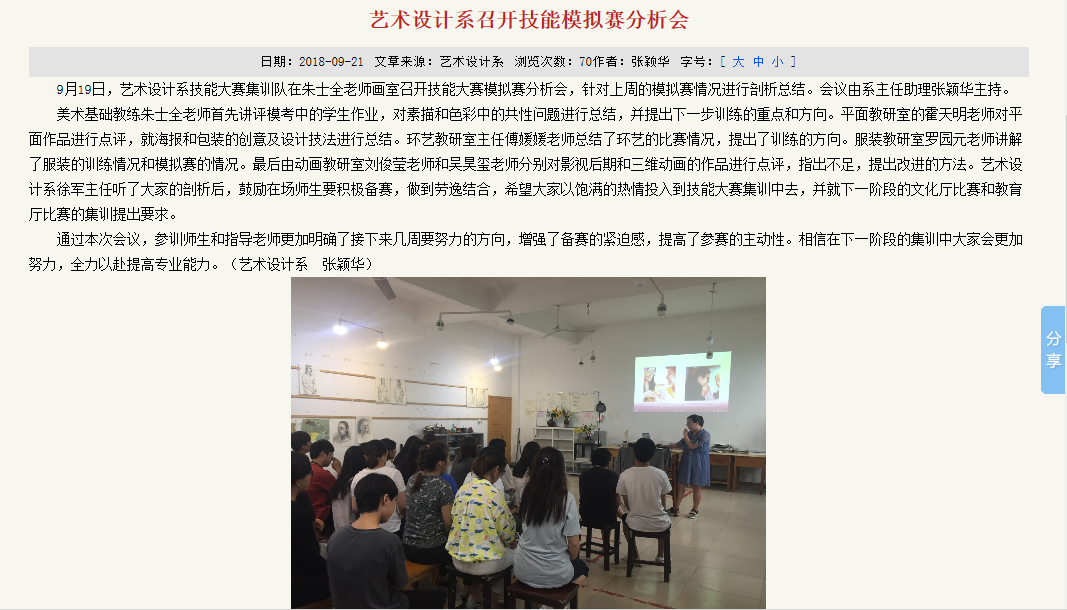 艺术设计系召开技能模拟赛分析会
日期：2018-09-21 文章来源：艺术设计系 浏览次数：70作者：张颖华 字号：[ 大 中 小 ]
9月19日，艺术设计系技能大赛集训队在朱士全老师画室召开技能大赛模拟赛分析会，针对上周的模拟赛情况进行剖析总结。会议由系主任助理张颖华主持。
美术基础教练朱士全老师首先讲评模考中的学生作业，对素描和色彩中的共性问题进行总结，并提出下一步训练的重点和方向。平面教研室的霍天明老师对平
面作品进行点评，就海报和包装的创意及设计技法进行总结。环艺教研室主任傅媛媛老师总结了环艺的比赛情况，提出了训练的方向。服装教研室罗园元老师讲解
了服装的训练情况和模拟赛的情况。最后由动画教研室刘俊莹老师和吴昊玺老师分别对影视后期和三维动画的作品进行点评，指出不足，提出改进的方法。艺术设
计系徐军主任听了大家的剖析后，鼓励在场师生要积极备赛，做到劳逸结合，希望大家以饱满的热情投入到技能大赛集训中去，并就下一阶段的文化厅比赛和教育
厅比赛的集训提出要求。
通过本次会议，参训师生和指导老师更加明确了接下来几周要努力的方向，增强了备赛的紧迫感，提高了参赛的主动性。相信在下一阶段的集训中大家会更加
努力，全力以赴提高专业能力。（艺术设计系　张颖华）
分
享